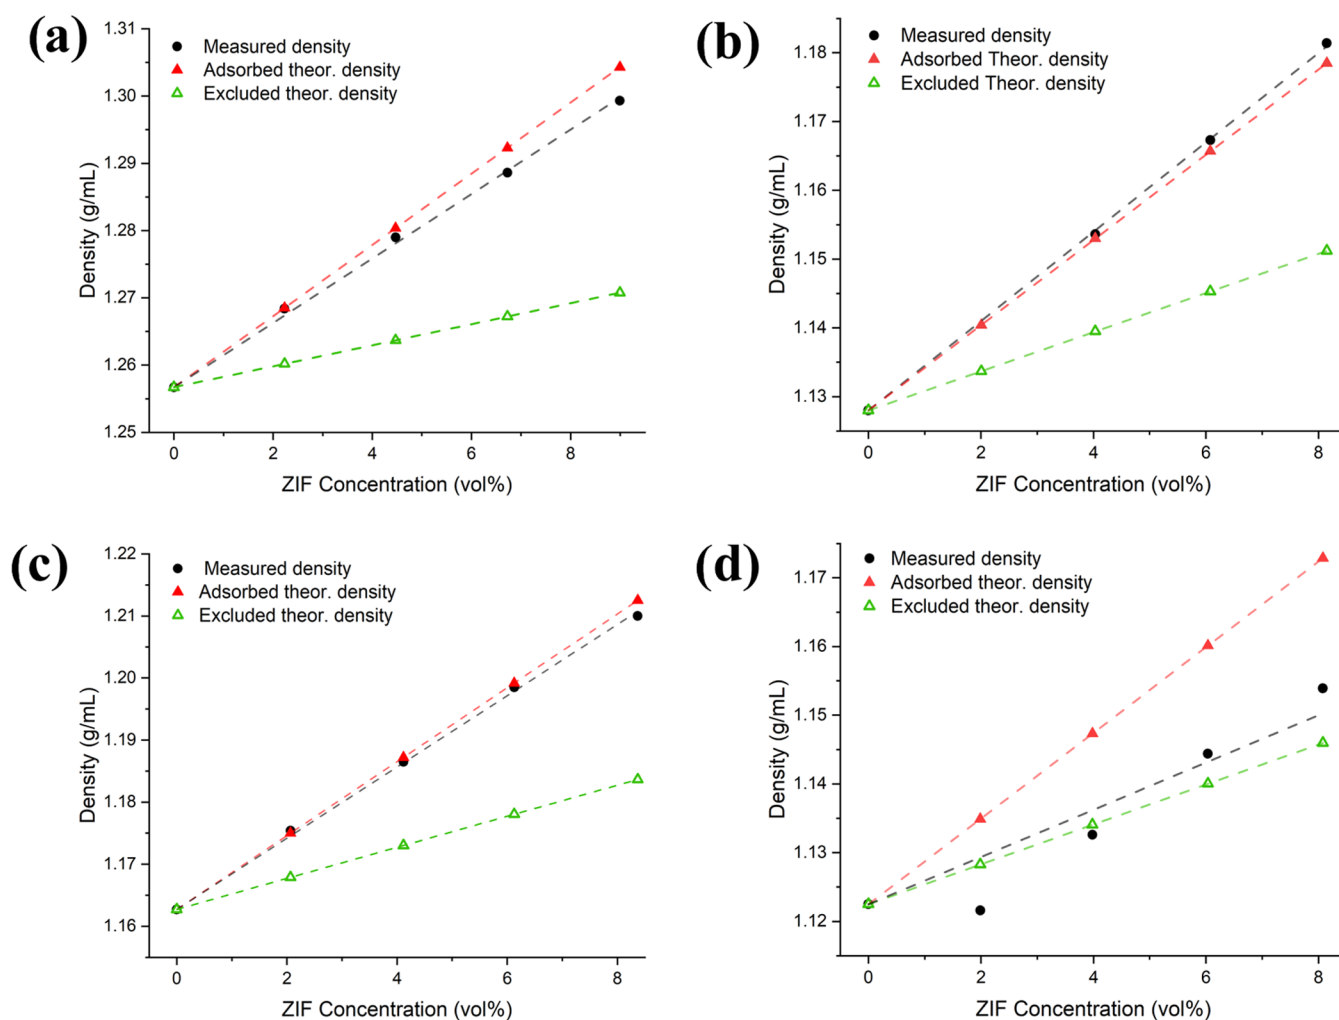 (a)
Measured density
Adsorbed theor. density
Excluded theor. density
1.31
1.30
1.29
1.28
1.27
1.26
1.25
Density (g/mL)
0 2 4 6 8
ZIF Concentration (vol%)
(b)
Measured density
Adsorbed Theor. density
Excluded Theor. density
1.18
1.17
1.16
1.15
1.14
1.13
Density (g/mL)
0 2 4 6 8
ZIF Concentration (vol%)
(c)
Measured density
Adsorbed theor. density
Excluded theor. density
1.22
1.21
1.20
1.19
1.18
1.17
1.16
Density (g/mL)
0 2 4 6 8
ZIF Concentration (vol%)
(d)
Measured density
Adsorbed theor. density
Excluded theor. density
1.17
1.16
1.15
1.14
1.13
1.12
Density (g/mL)
0 2 4 6 8
ZIF Concentration (vol%)